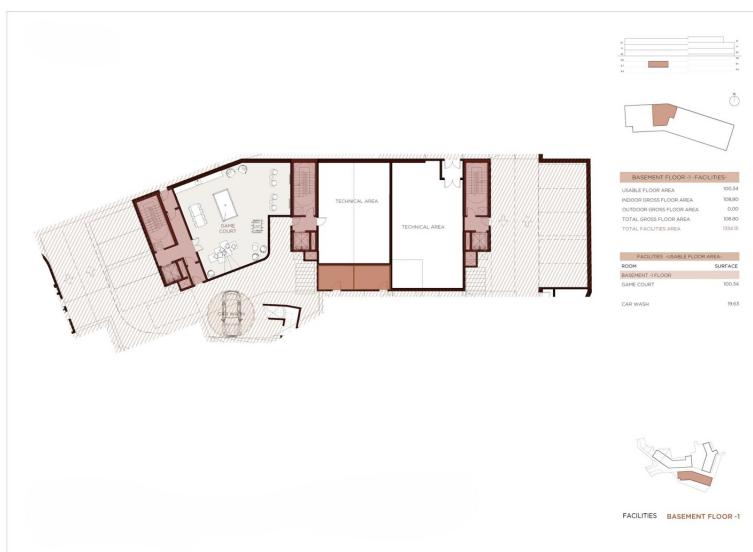 N
BASEMENT FLOOR -1 -FACILITIES-
USABLE FLOOR AREA 100,34
INDOOR GROSS FLOOR AREA 108,80
OUTDOOR GROSS FLOOR AREA 0,00
TOTAL GROSS FLOOR AREA 108,80
TOTAL FACILITIES AREA
FACILITIES -USABLE FLOOR AREA-
ROOM SURFACE
BASEMENT -1 FLOOR
GAME COURT 100,34
CAR WASH 19,63
TECHNICAL AREA
GAME
COURT
TECHNICAL AREA
CAR WASH
FACILITIES BASEMENT FLOOR -1